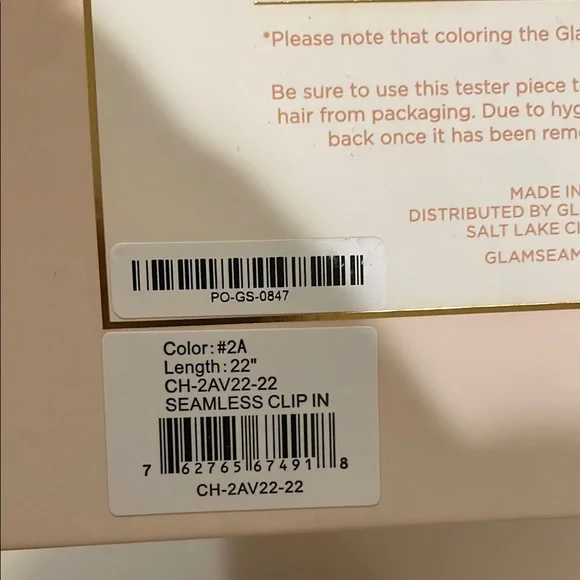 *Please note that coloring the Gla
Be sure to use this tester piece t
hair from packaging. Due to hyg
back once it has been rem
MADE IN
DISTRIBUTED BY GL
SALT LAKE CI
GLAMSEAM
PO-GS-0847
Color:#2A
Length:22"
CH-2AV22-22
SEAMLESS CLIP IN
7 62765 67491 8
CH-2AV22-22